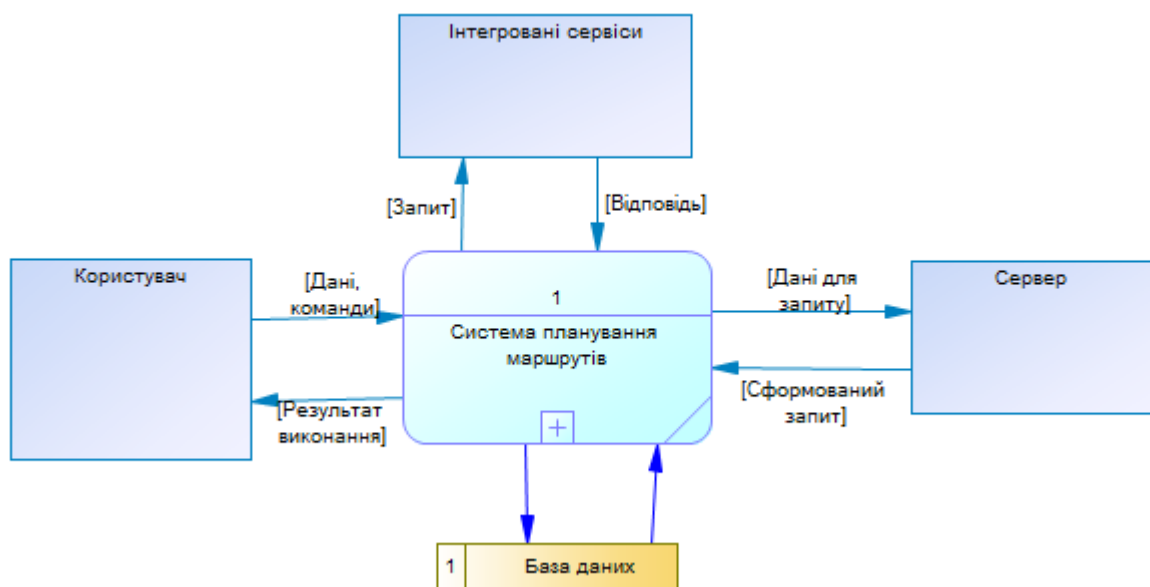 Інтегровані сервіси
[Запит]
[Відповідь]
Користувач
[Дані,
команди]
1
Система планування
маршрутів
[Дані для
запиту]
Сервер
[Результат
виконання]
[Сформований
запит]
1
База даних